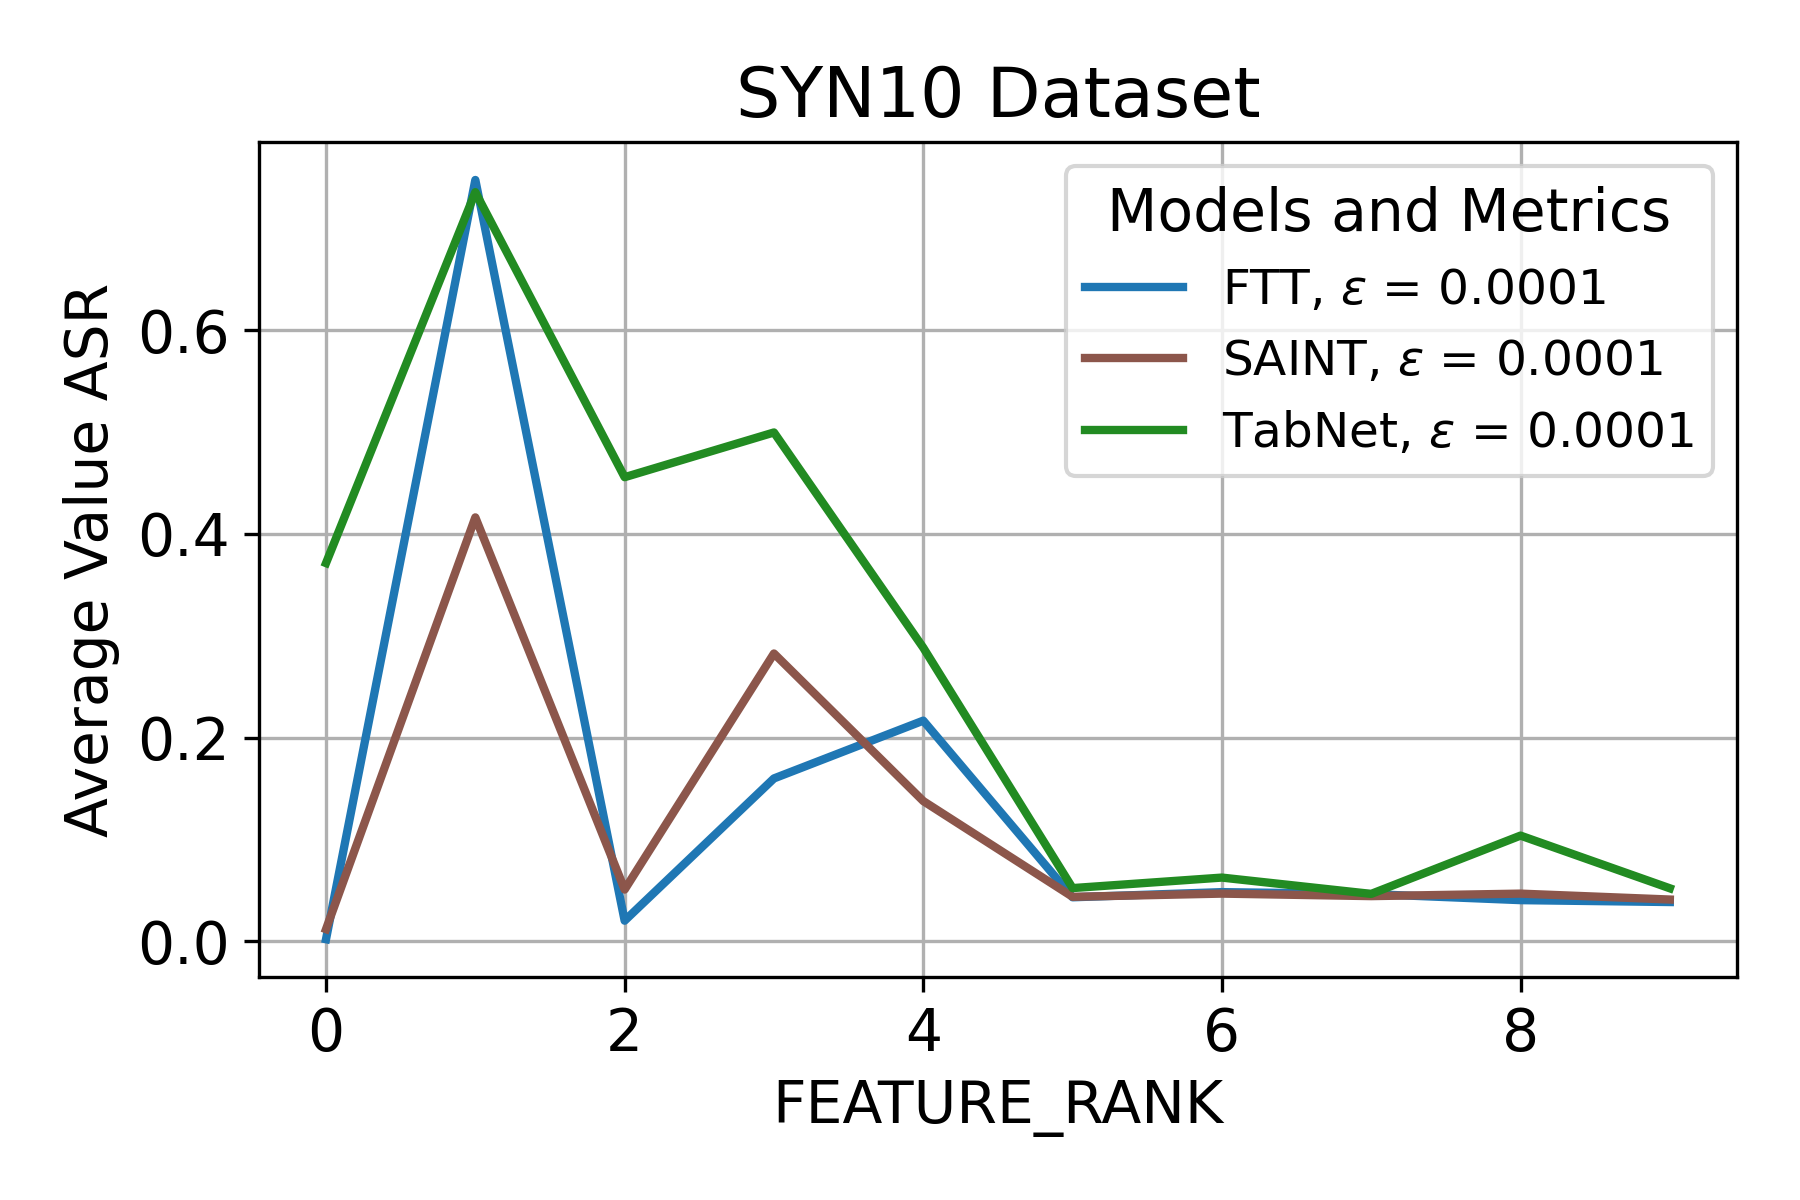 SYN10 Dataset
Average Value ASR
0.6
0.4
0.2
0.0
0 2 4 6 8
FEATURE_RANK
Models and Metrics
FTT, ε = 0.0001
SAINT, ε = 0.0001
TabNet, ε = 0.0001